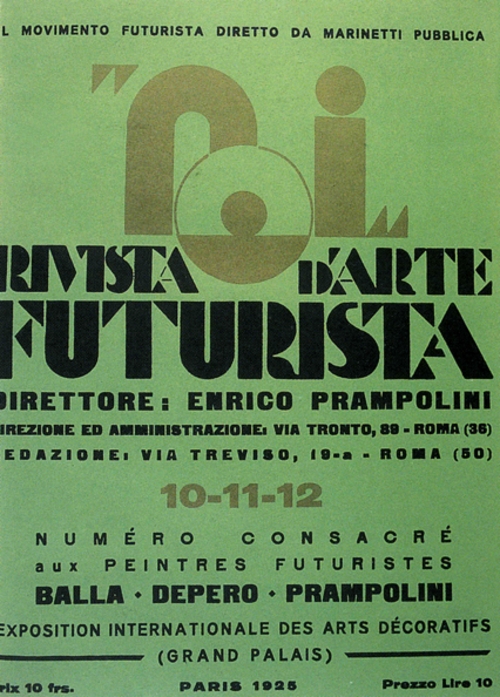 IL MOVIMENTO FUTURISTA DIRETTO DA MARINETTI PUBBLICA
"noi"
RIVISTA D'ARTE
FUTURISTA
DIRETTORE: ENRICO PRAMPOLINI
DIREZIONE ED AMMINISTRAZIONE: VIA TRONTO, 89 - ROMA (36)
REDAZIONE: VIA TREVISO, 19-a - ROMA (50)
10-11-12
NUMÉRO CONSACRÉ
aux PEINTRES FUTURISTES
BALLA • DEPERO • PRAMPOLINI
EXPOSITION INTERNATIONALE DES ARTS DÉCORATIFS
(GRAND PALAIS)
Prix 10 frs. PARIS 1925 Prezzo Lire 10